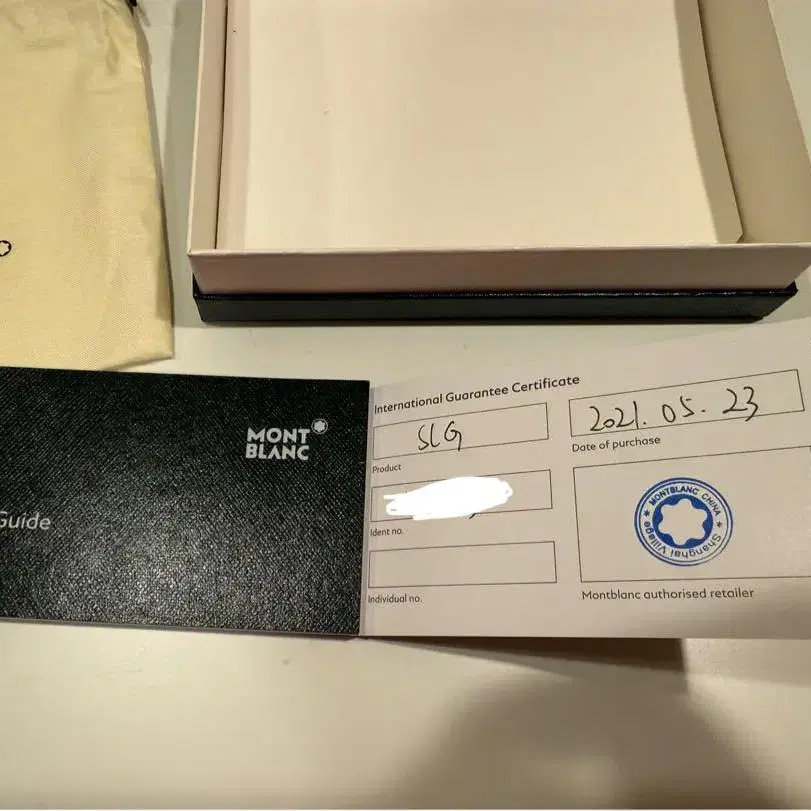 MONT
BLANC
Guide
International Guarantee Certificate
SLG
Product
2021. 05. 23
Date of purchase
Ident no.
MONTBLANC CHINA
Shanghai Village
Individual no.
Montblanc authorised retailer